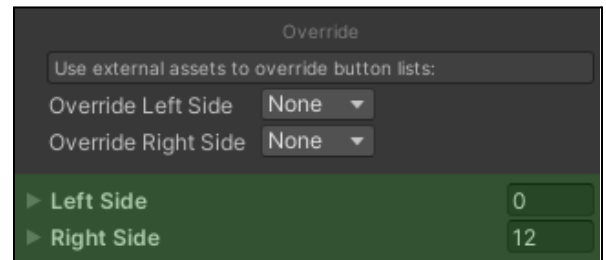 Override
Use external assets to override button lists:
Override Left Side None
Override Right Side None
Left Side 0
Right Side 12